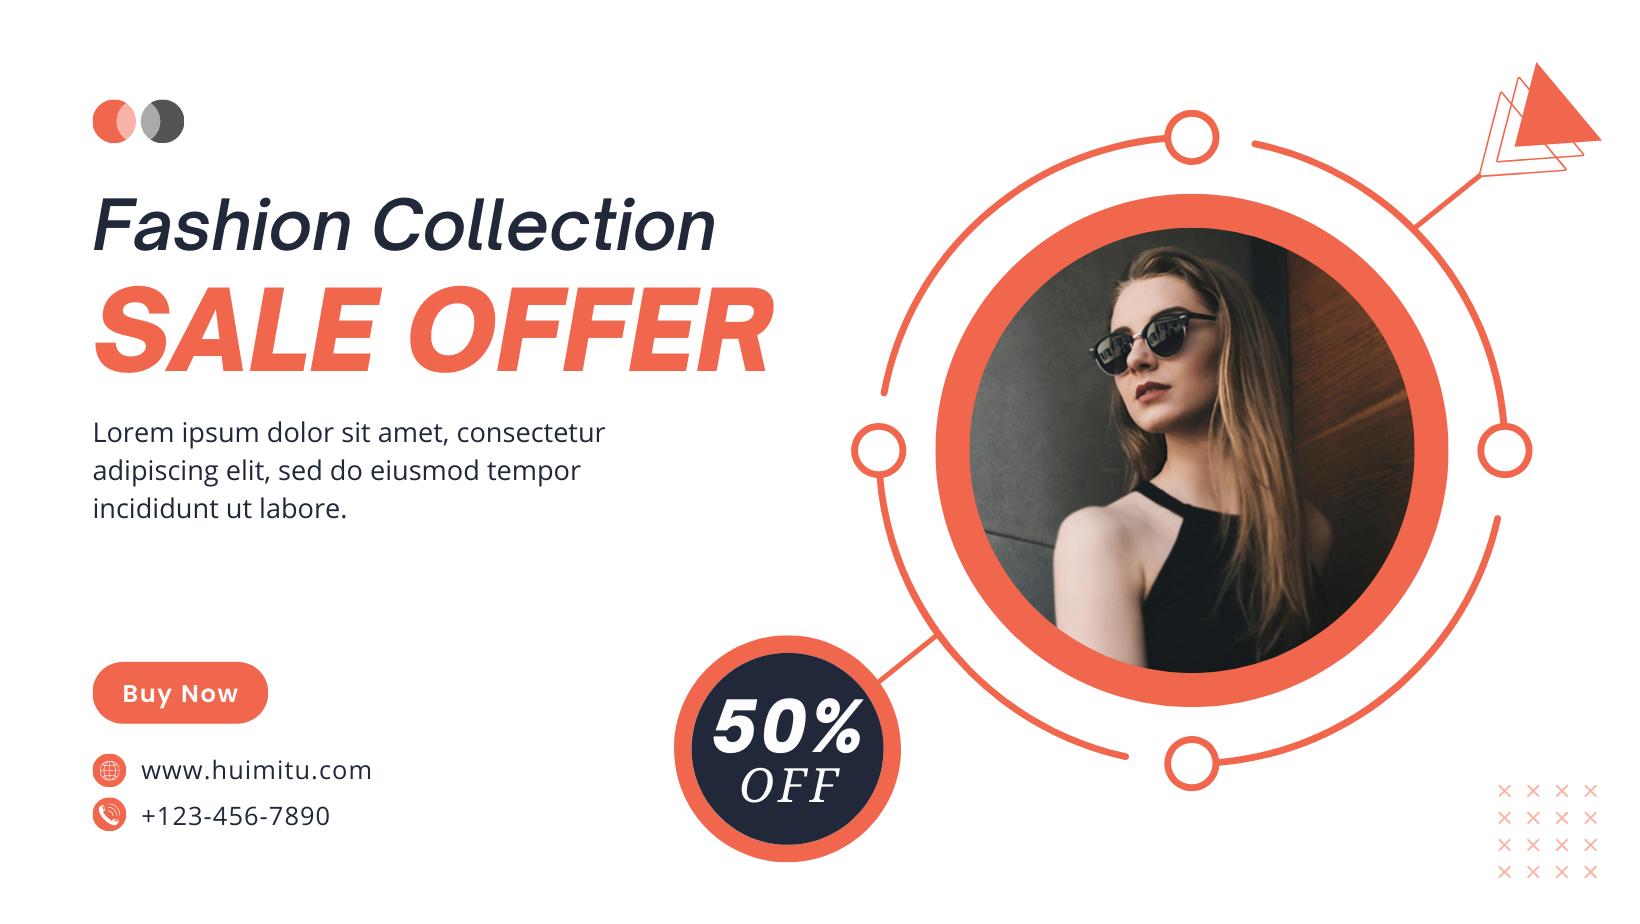 Fashion Collection
SALE OFFER
Lorem ipsum dolor sit amet, consectetur
adipiscing elit, sed do eiusmod tempor
incididunt ut labore.
Buy Now
www.huimitu.com
+123-456-7890
50%
OFF